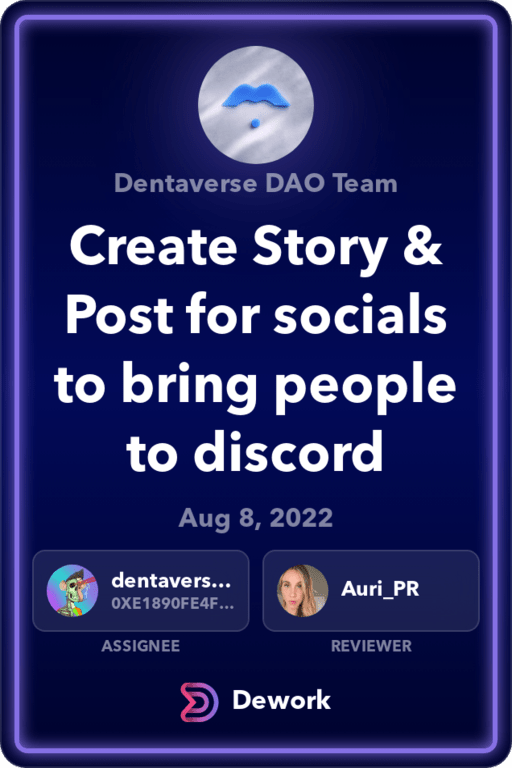 Dentaverse DAO Team
Create Story &
Post for socials
to bring people
to discord
Aug 8, 2022
dentavers...
0XE1890FE4F...
ASSIGNEE
Auri_PR
REVIEWER
Dework